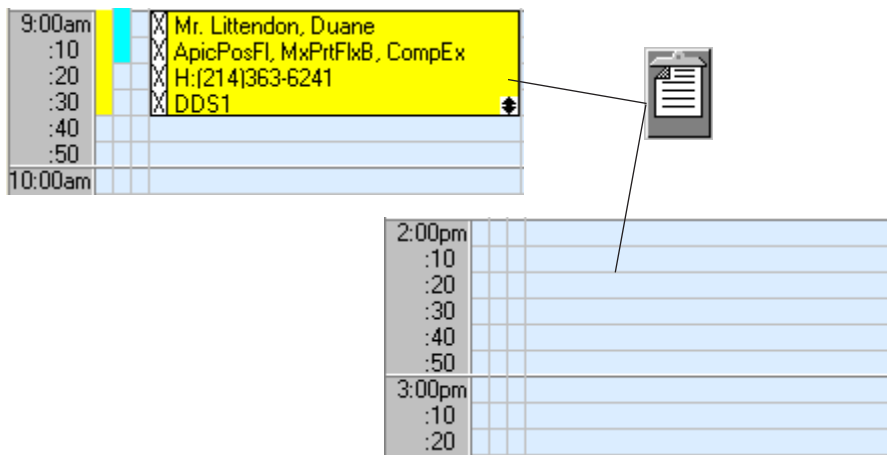 9:00am
:10
:20
:30
:40
:50
10:00am
X Mr. Littendon, Duane
X ApicPosFl, MxPrtFlxB, CompEx
X H:(214)363-6241
X DDS1
2:00pm
:10
:20
:30
:40
:50
3:00pm
:10
:20